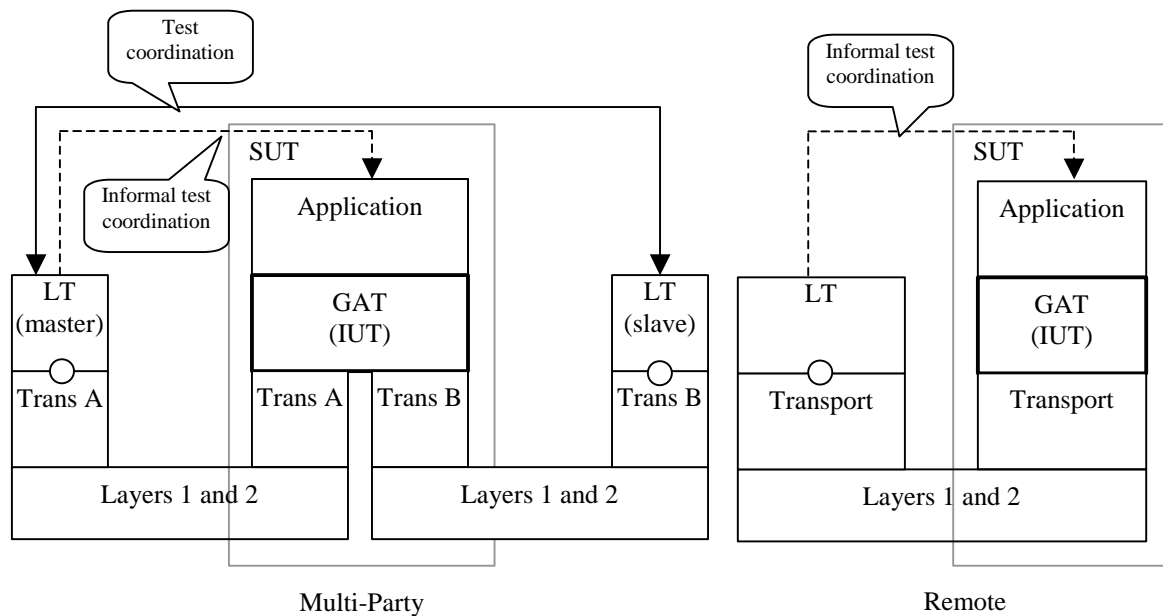 Test
coordination
Informal test
coordination
SUT
Application
LT
(master)
GAT
(IUT)
LT
(slave)
Trans A
Trans A
Trans B
Trans B
Layers 1 and 2
Layers 1 and 2
Multi-Party
Informal test
coordination
SUT
Application
LT
GAT
(IUT)
Transport
Transport
Layers 1 and 2
Remote